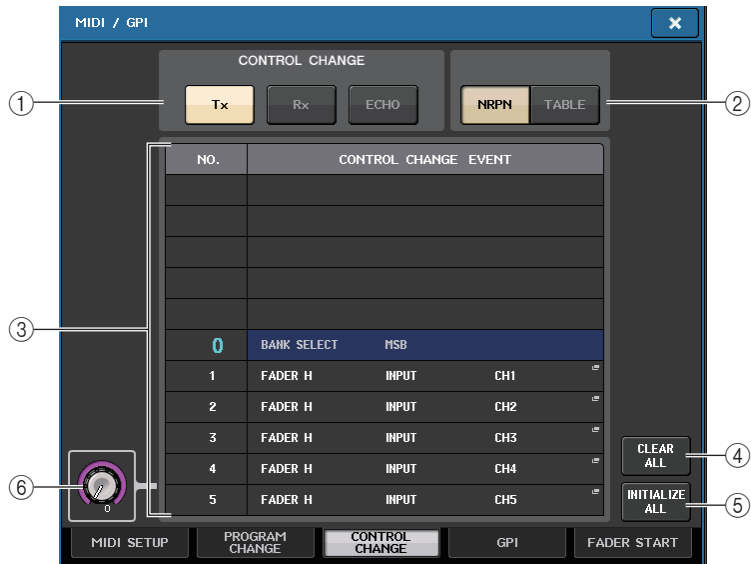 MIDI / GPI
×
CONTROL CHANGE
① Tx Rx ECHO NRPN TABLE ②
③
NO. CONTROL CHANGE EVENT
0 BANK SELECT MSB
1 FADER H INPUT CH1
2 FADER H INPUT CH2
3 FADER H INPUT CH3
4 FADER H INPUT CH4
5 FADER H INPUT CH5
CLEAR
ALL
④
INITIALIZE
ALL
⑤
⑥
0
MIDI SETUP
PROGRAM
CHANGE
CONTROL
CHANGE
GPI
FADER START